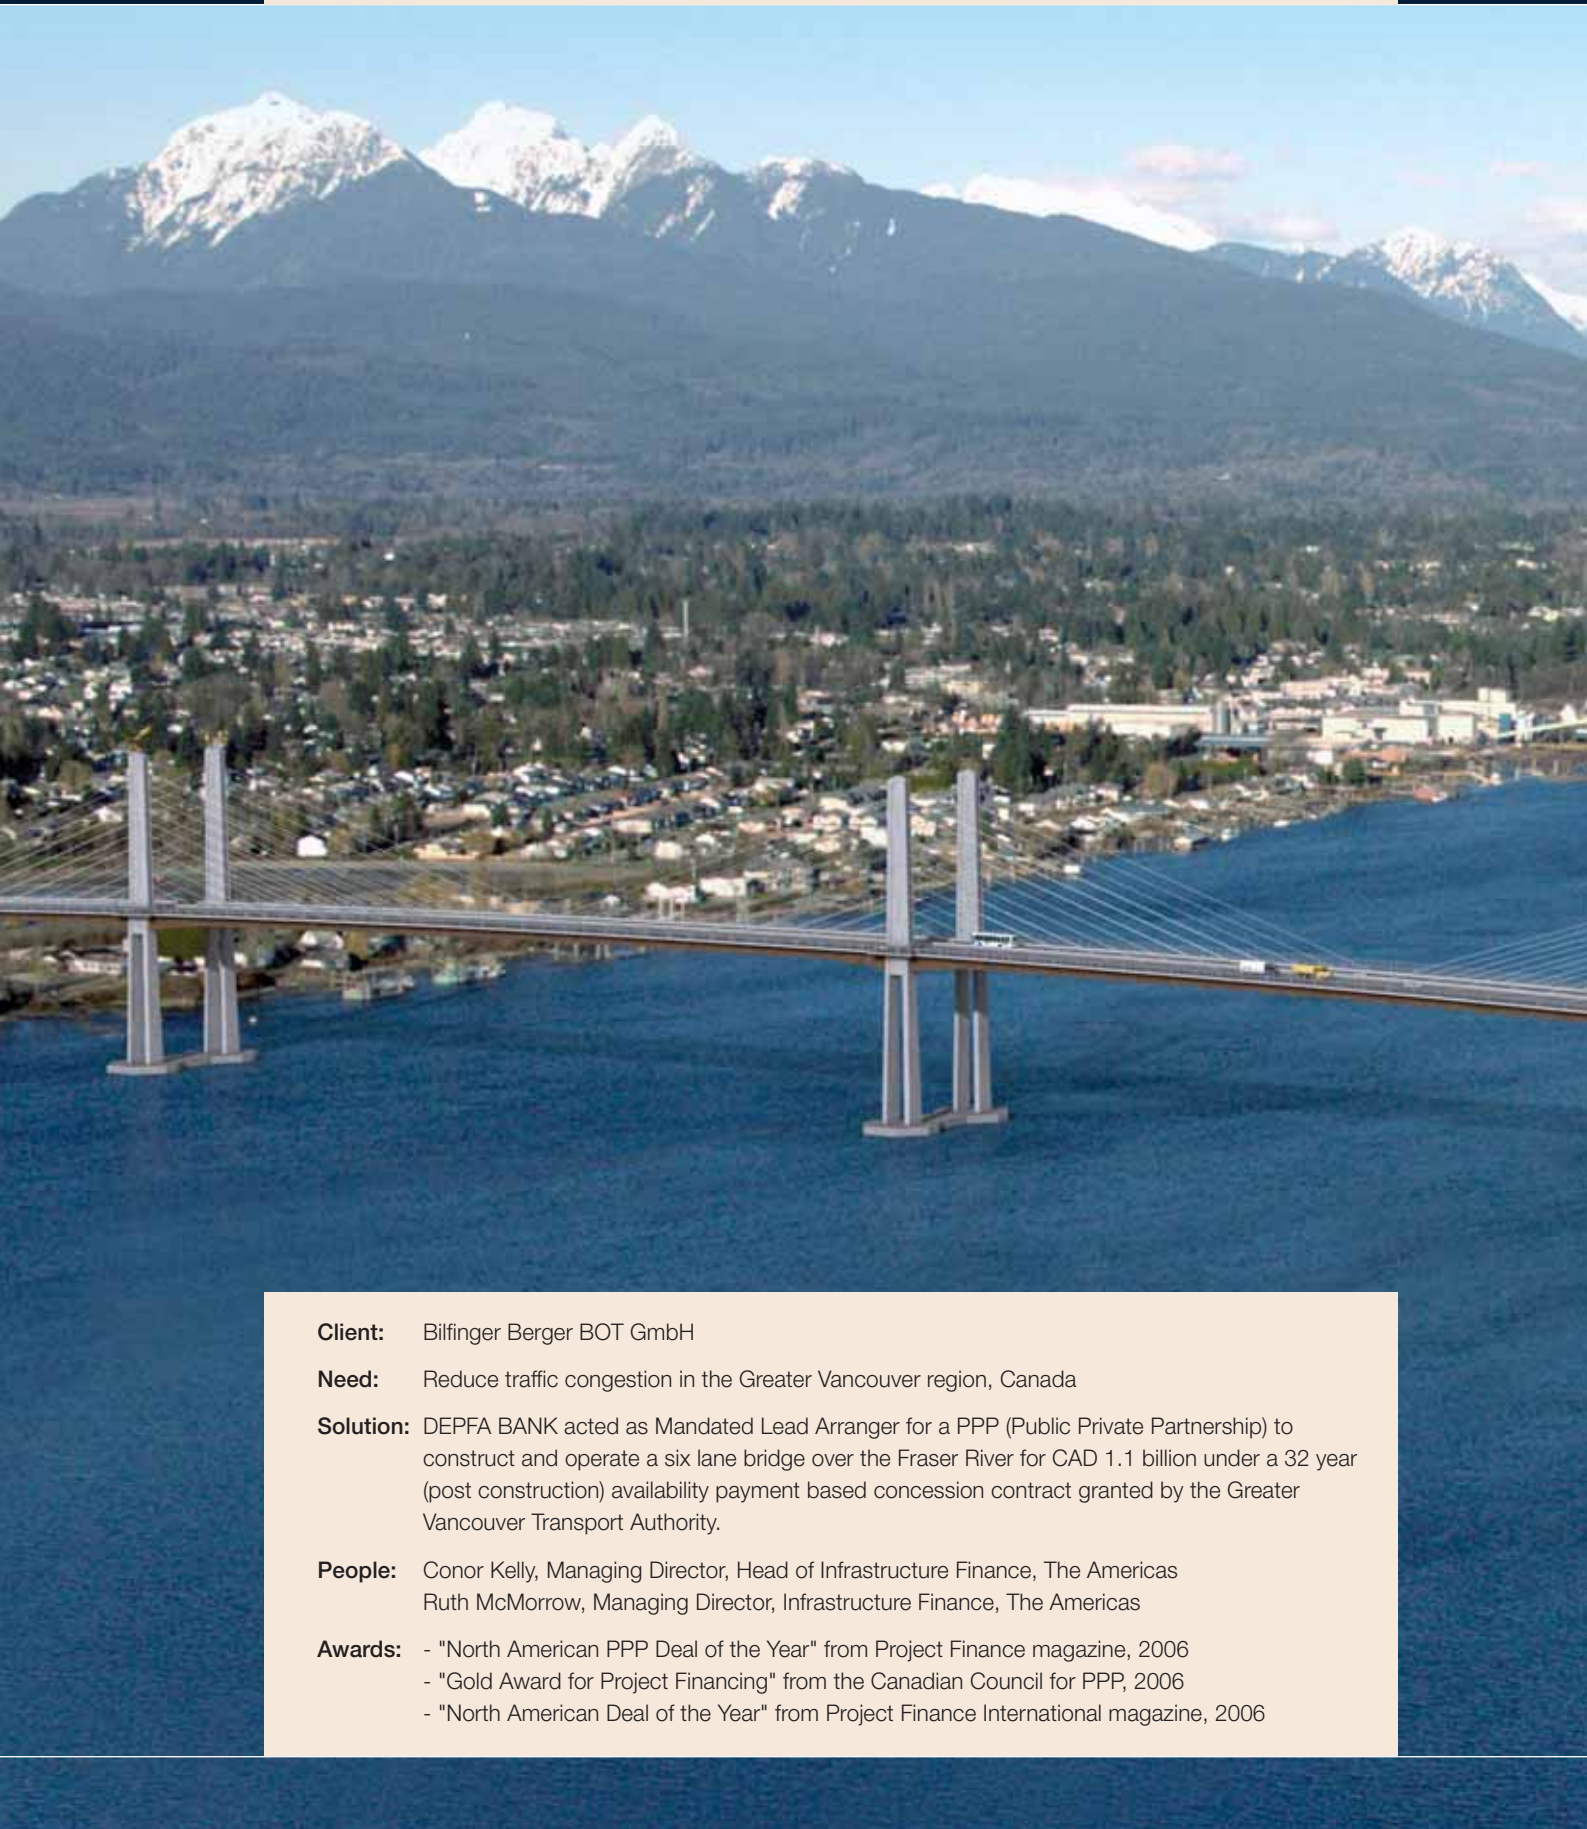 Client: Bilfinger Berger BOT GmbH
Need: Reduce traffic congestion in the Greater Vancouver region, Canada
Solution: DEPFA BANK acted as Mandated Lead Arranger for a PPP (Public Private Partnership) to
construct and operate a six lane bridge over the Fraser River for CAD 1.1 billion under a 32 year
(post construction) availability payment based concession contract granted by the Greater
Vancouver Transport Authority.
People: Conor Kelly, Managing Director, Head of Infrastructure Finance, The Americas
Ruth McMorrow, Managing Director, Infrastructure Finance, The Americas
Awards: - "North American PPP Deal of the Year" from Project Finance magazine, 2006
- "Gold Award for Project Financing" from the Canadian Council for PPP, 2006
- "North American Deal of the Year" from Project Finance International magazine, 2006